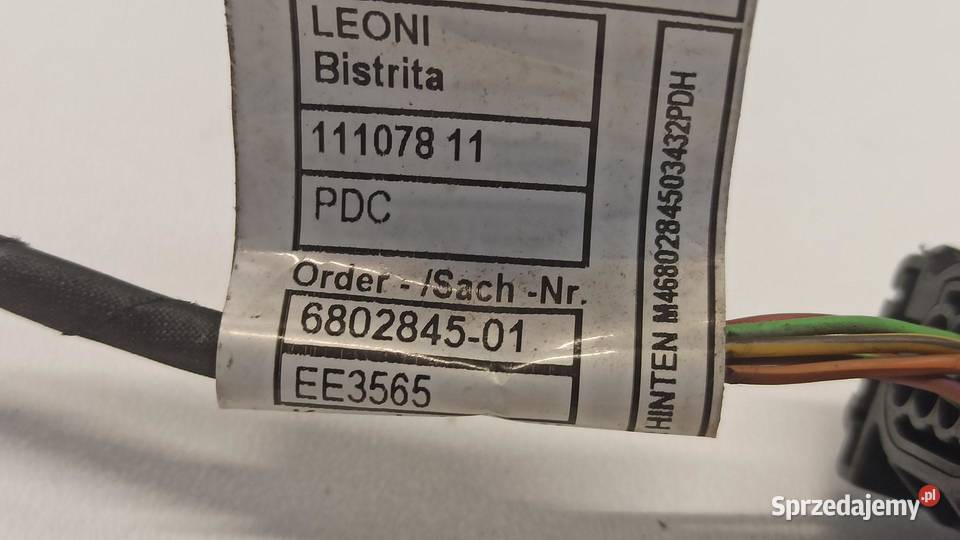 LEONI
Bistrita
111078 11
PDC
Order - /Sach -Nr.
6802845-01
EE3565
HINTEN M4680284503432PDH
Sprzedajemy.pl